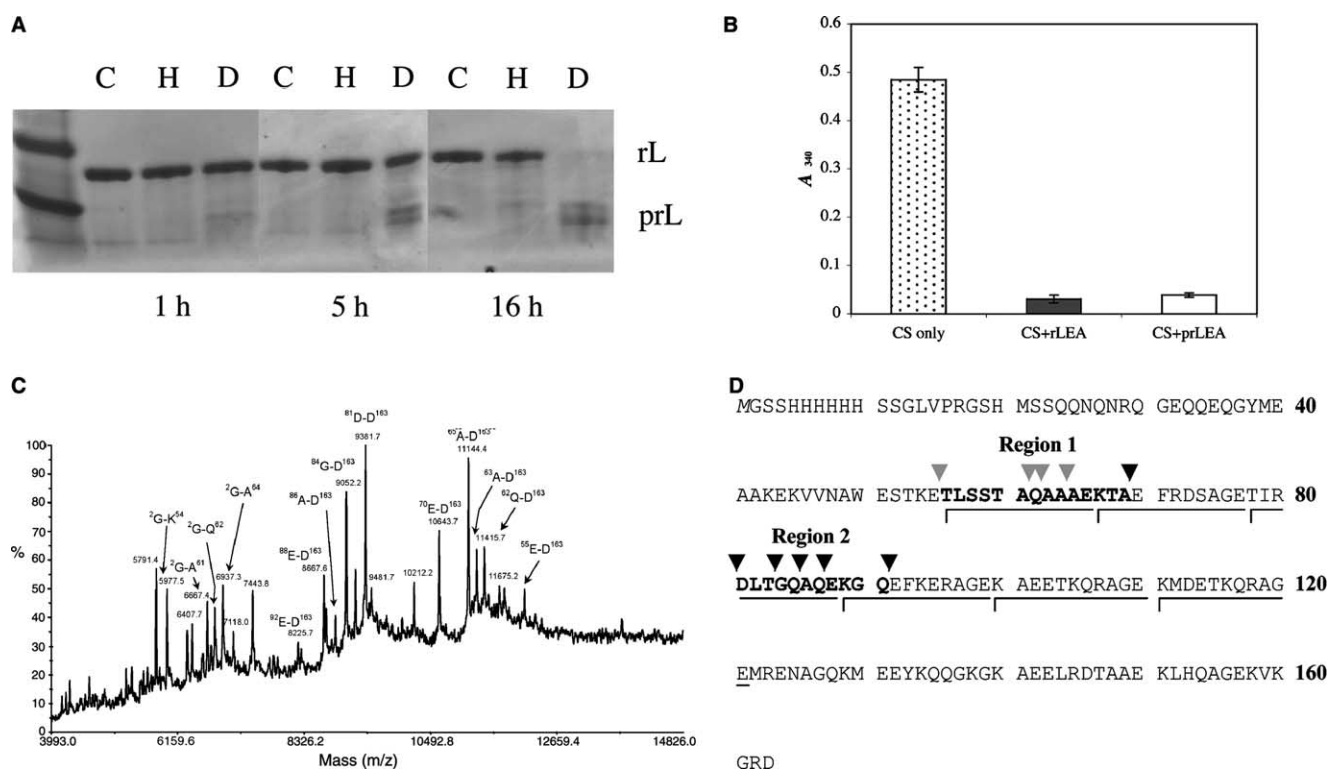 A
C H D C H D C H D
rL
prL
1 h 5 h 16 h
B
0.6
0.5
0.4
0.3
0.2
0.1
0
A 340
CS only CS+rLEA CS+prLEA
C
100
90
80
70
60
50
40
30
20
10
0
%
²G-K⁵⁴
5791.4
5977.5
²G-A⁶¹
6667.4
6407.7
²G-Q⁶²
²G-A⁶⁴
6937.3
7118.0
7443.8
⁹²E-D¹⁶³
8225.7
⁸⁸E-D¹⁶³
8667.6
⁸⁶A-D¹⁶³
⁸⁴G-D¹⁶³
9052.2
⁸¹D-D¹⁶³
9381.7
9481.7
10212.2
⁷⁰E-D¹⁶³
10643.7
⁶⁵A-D¹⁶³
11144.4
⁶³A-D¹⁶³
⁶²Q-D¹⁶³
11415.7
11675.2
⁵⁵E-D¹⁶³
3993.0 6159.6 8326.2 10492.8 12659.4 14826.0
Mass (m/z)
D
MGSSHHHHHH SSGLVPRGSH MSSQQNQNRQ GEQQEQGYME 40
Region 1
AAKEKVVNAW ESTKETLSST AQAAAEKTAE FRDSAGETIR 80
Region 2
DLTGQAQEKG QEFKERAGEK AEETKQRAGE KMDETKQRAG 120
EMRENAGQKM EEYKQQGKGK AEELRDTAAE KLHQAGEKVK 160
GRD